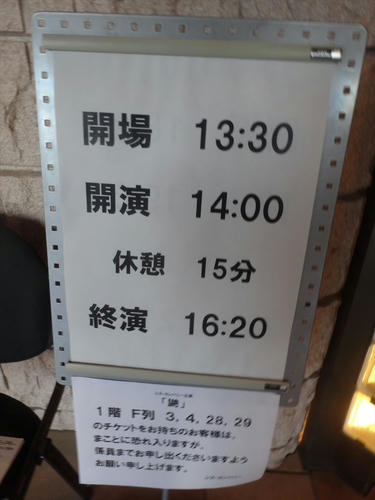 開場 13:30
開演 14:00
休憩 15分
終演 16:20
1階 F列 3、4、28、29
のチケットをお持ちのお客様は、
まことに恐れ入りますが、
係員までお申し出くださいますよう
お願い申し上げます。